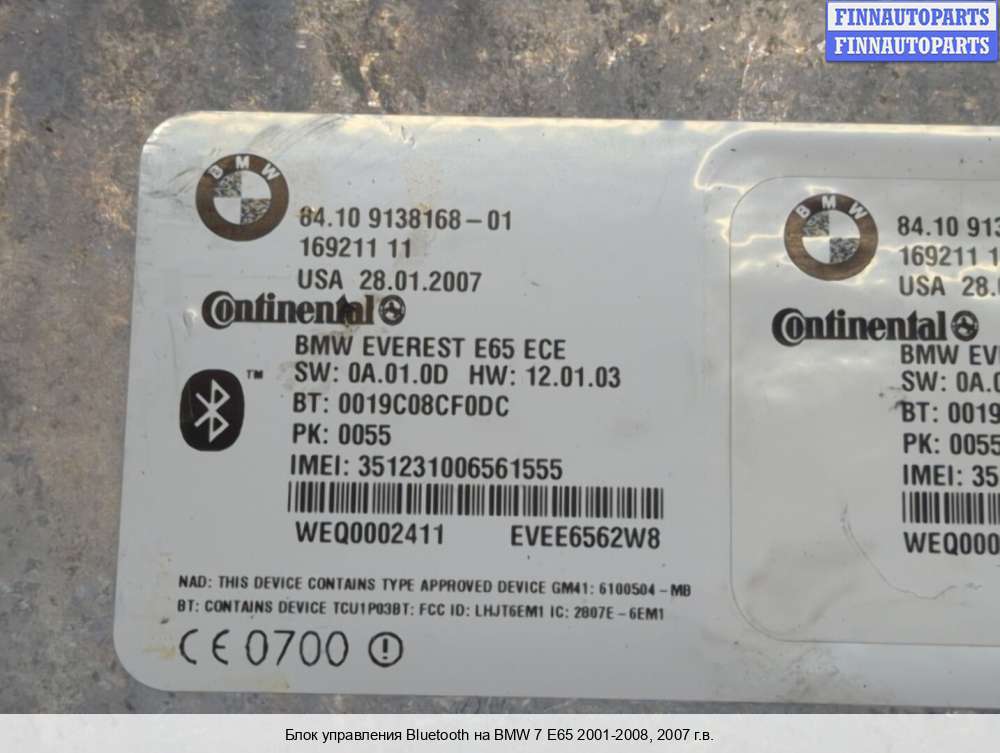 FINNAUTOPARTS
FINNAUTOPARTS
BMW
84.10 9138168-01
169211 11
USA 28.01.2007
Continental
BMW EVEREST E65 ECE
SW: 0A.01.0D HW: 12.01.03
BT: 0019C08CF0DC
PK: 0055
IMEI: 351231006561555
WEQ0002411 EVEE6562W8
NAD: THIS DEVICE CONTAINS TYPE APPROVED DEVICE GM41: 6100504-MB
BT: CONTAINS DEVICE TCU1P03BT: FCC ID: LHJT6EM1 IC: 2807E-6EM1
CE 0700
TM
BMW
84.10 913
169211 1
USA 28.
Continental
BMW EV
SW: 0A.0
BT: 0019
PK: 0055
IMEI: 35
WEQ000
Блок управления Bluetooth на BMW 7 E65 2001-2008, 2007 г.в.